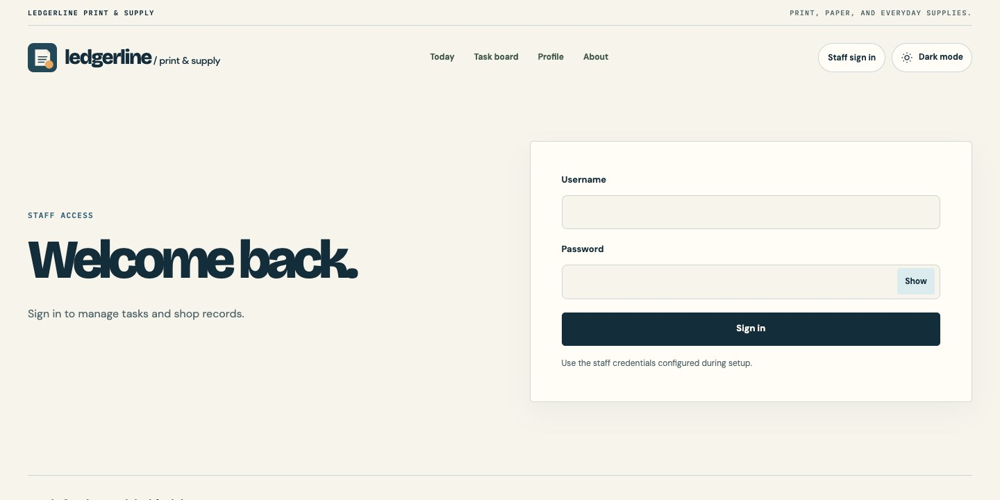 LEDGERLINE PRINT & SUPPLY
PRINT, PAPER, AND EVERYDAY SUPPLIES.
ledgerline / print & supply
Today
Task board
Profile
About
Staff sign in
Dark mode
STAFF ACCESS
Welcome back.
Sign in to manage tasks and shop records.
Username
Password
Show
Sign in
Use the staff credentials configured during setup.